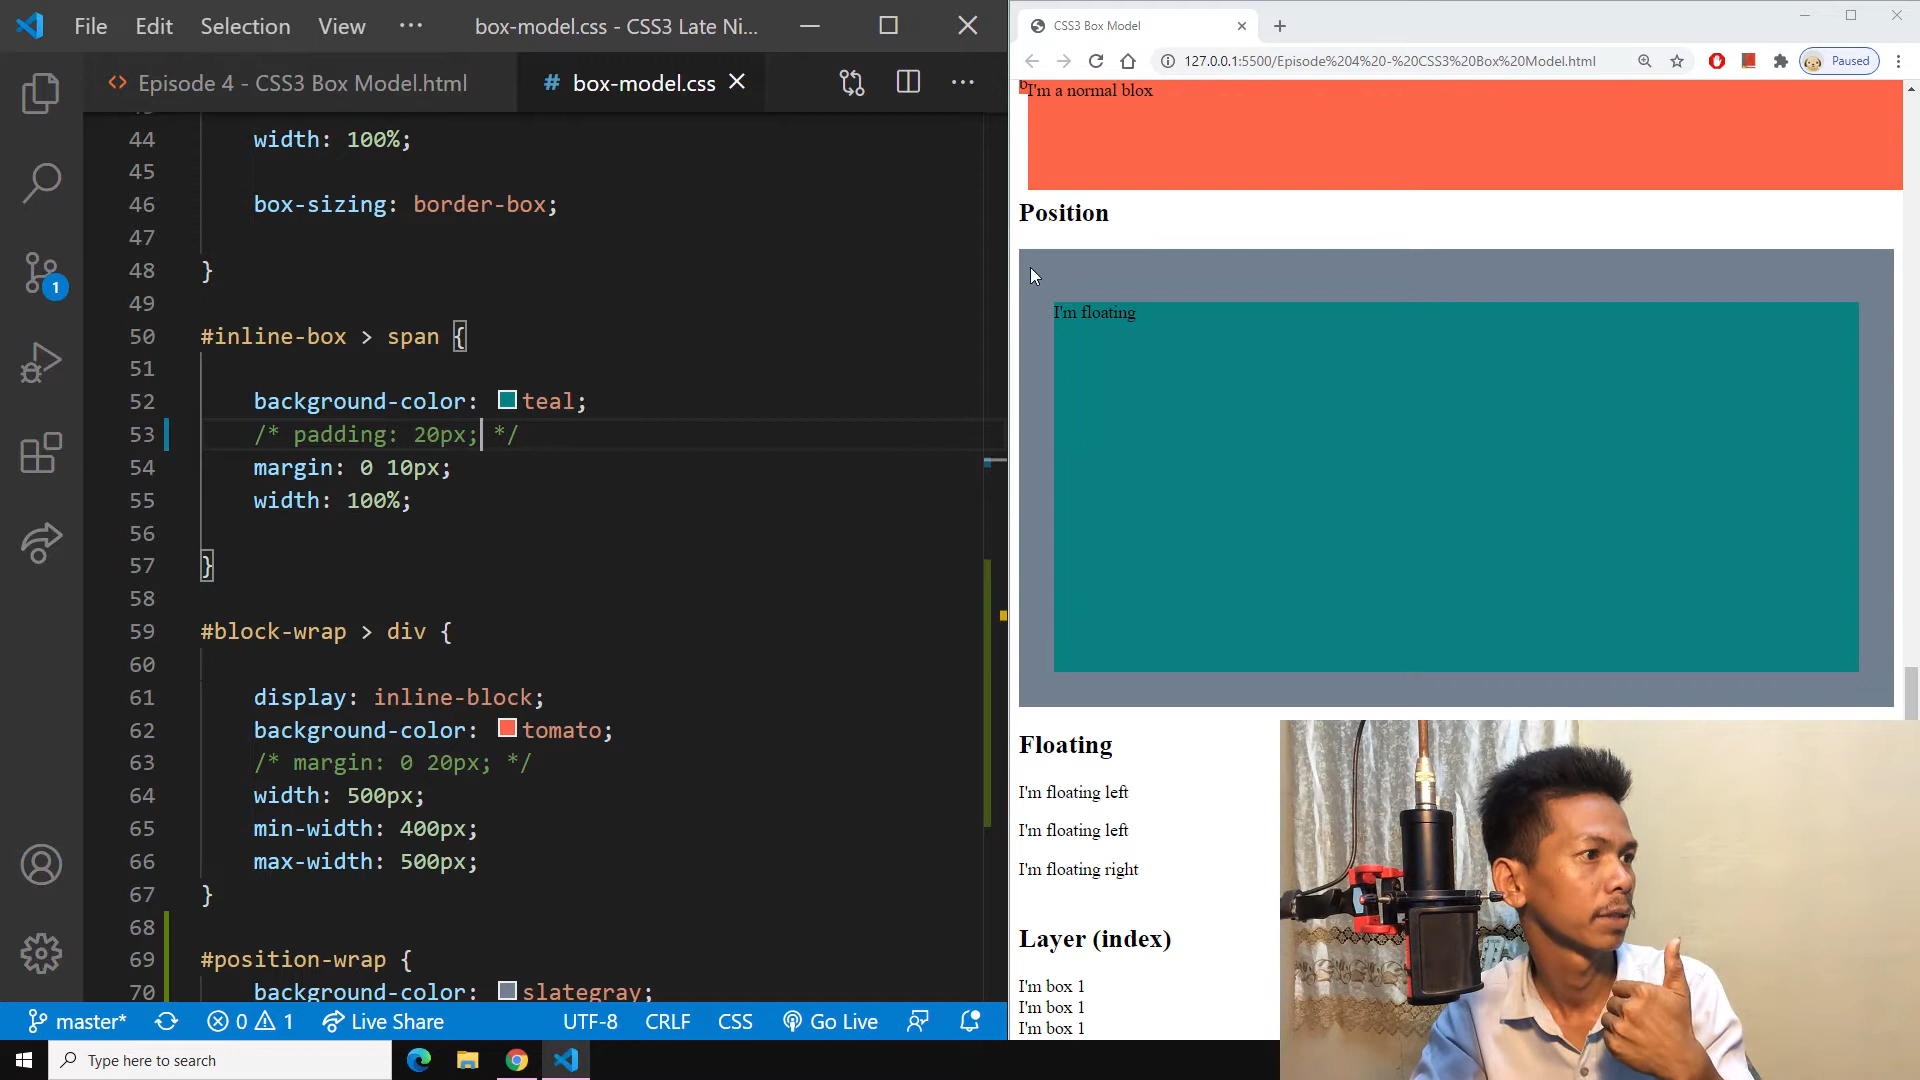 File Edit Selection View ··· box-model.css - CSS3 Late Ni...
<> Episode 4 - CSS3 Box Model.html # box-model.css
44 width: 100%;
45
46 box-sizing: border-box;
47
48 }
49
50 #inline-box > span {
51
52 background-color: teal;
53 /* padding: 20px; */
54 margin: 0 10px;
55 width: 100%;
56
57 }
58
59 #block-wrap > div {
60
61 display: inline-block;
62 background-color: tomato;
63 /* margin: 0 20px; */
64 width: 500px;
65 min-width: 400px;
66 max-width: 500px;
67 }
68
69 #position-wrap {
70 background-color: slategray;
1
master* 0 1 Live Share UTF-8 CRLF CSS Go Live
Type here to search
CSS3 Box Model
127.0.0.1:5500/Episode%204%20-%20CSS3%20Box%20Model.html Paused
I'm a normal blox
Position
I'm floating
Floating
I'm floating left
I'm floating left
I'm floating right
Layer (index)
I'm box 1
I'm box 1
I'm box 1